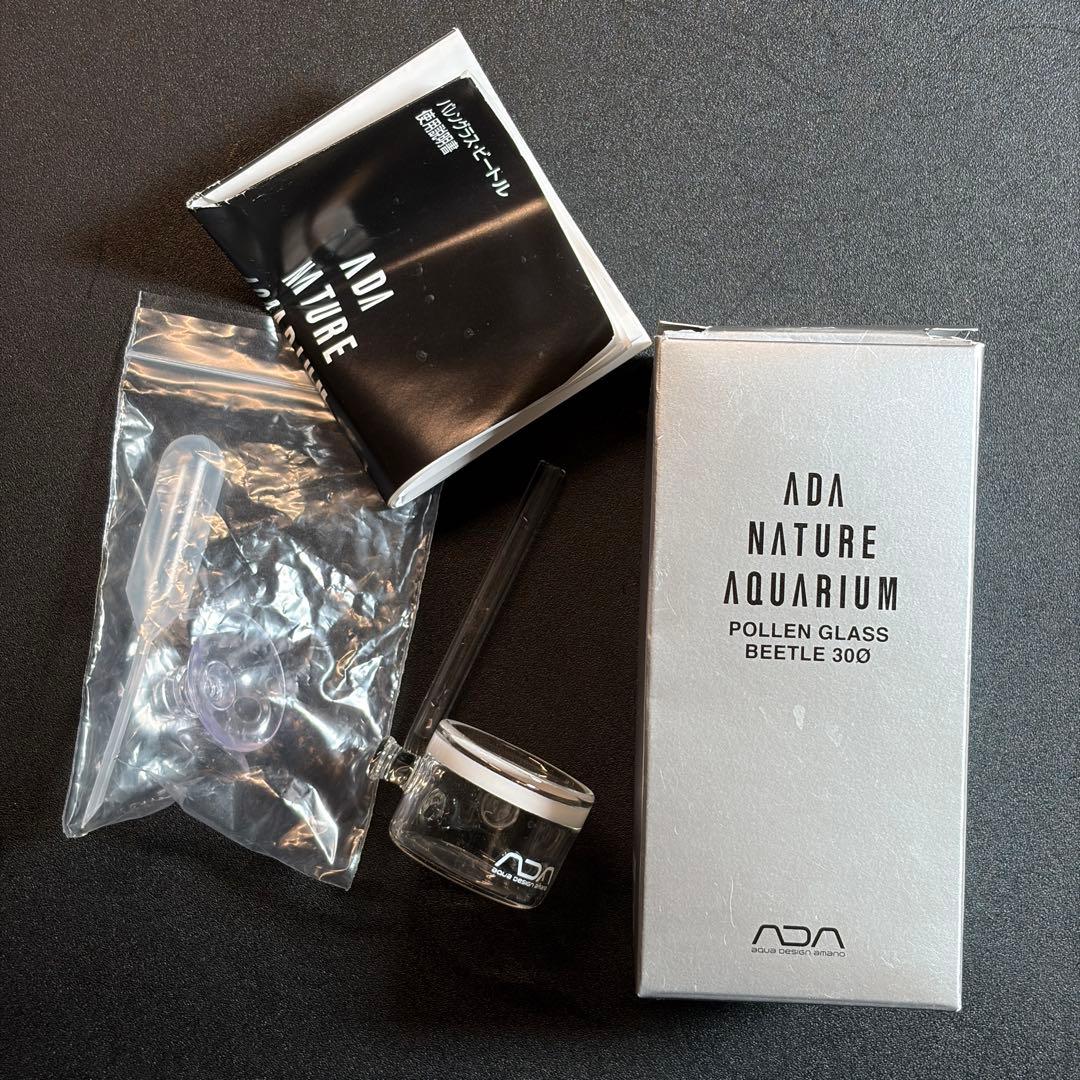 パレングラス・ビートル
使用説明書
ADA
NATURE
AQUARIUM
ADA
NATURE
AQUARIUM
POLLEN GLASS
BEETLE 30Ø
ADA
aqua design amano
ADA
aqua design amano